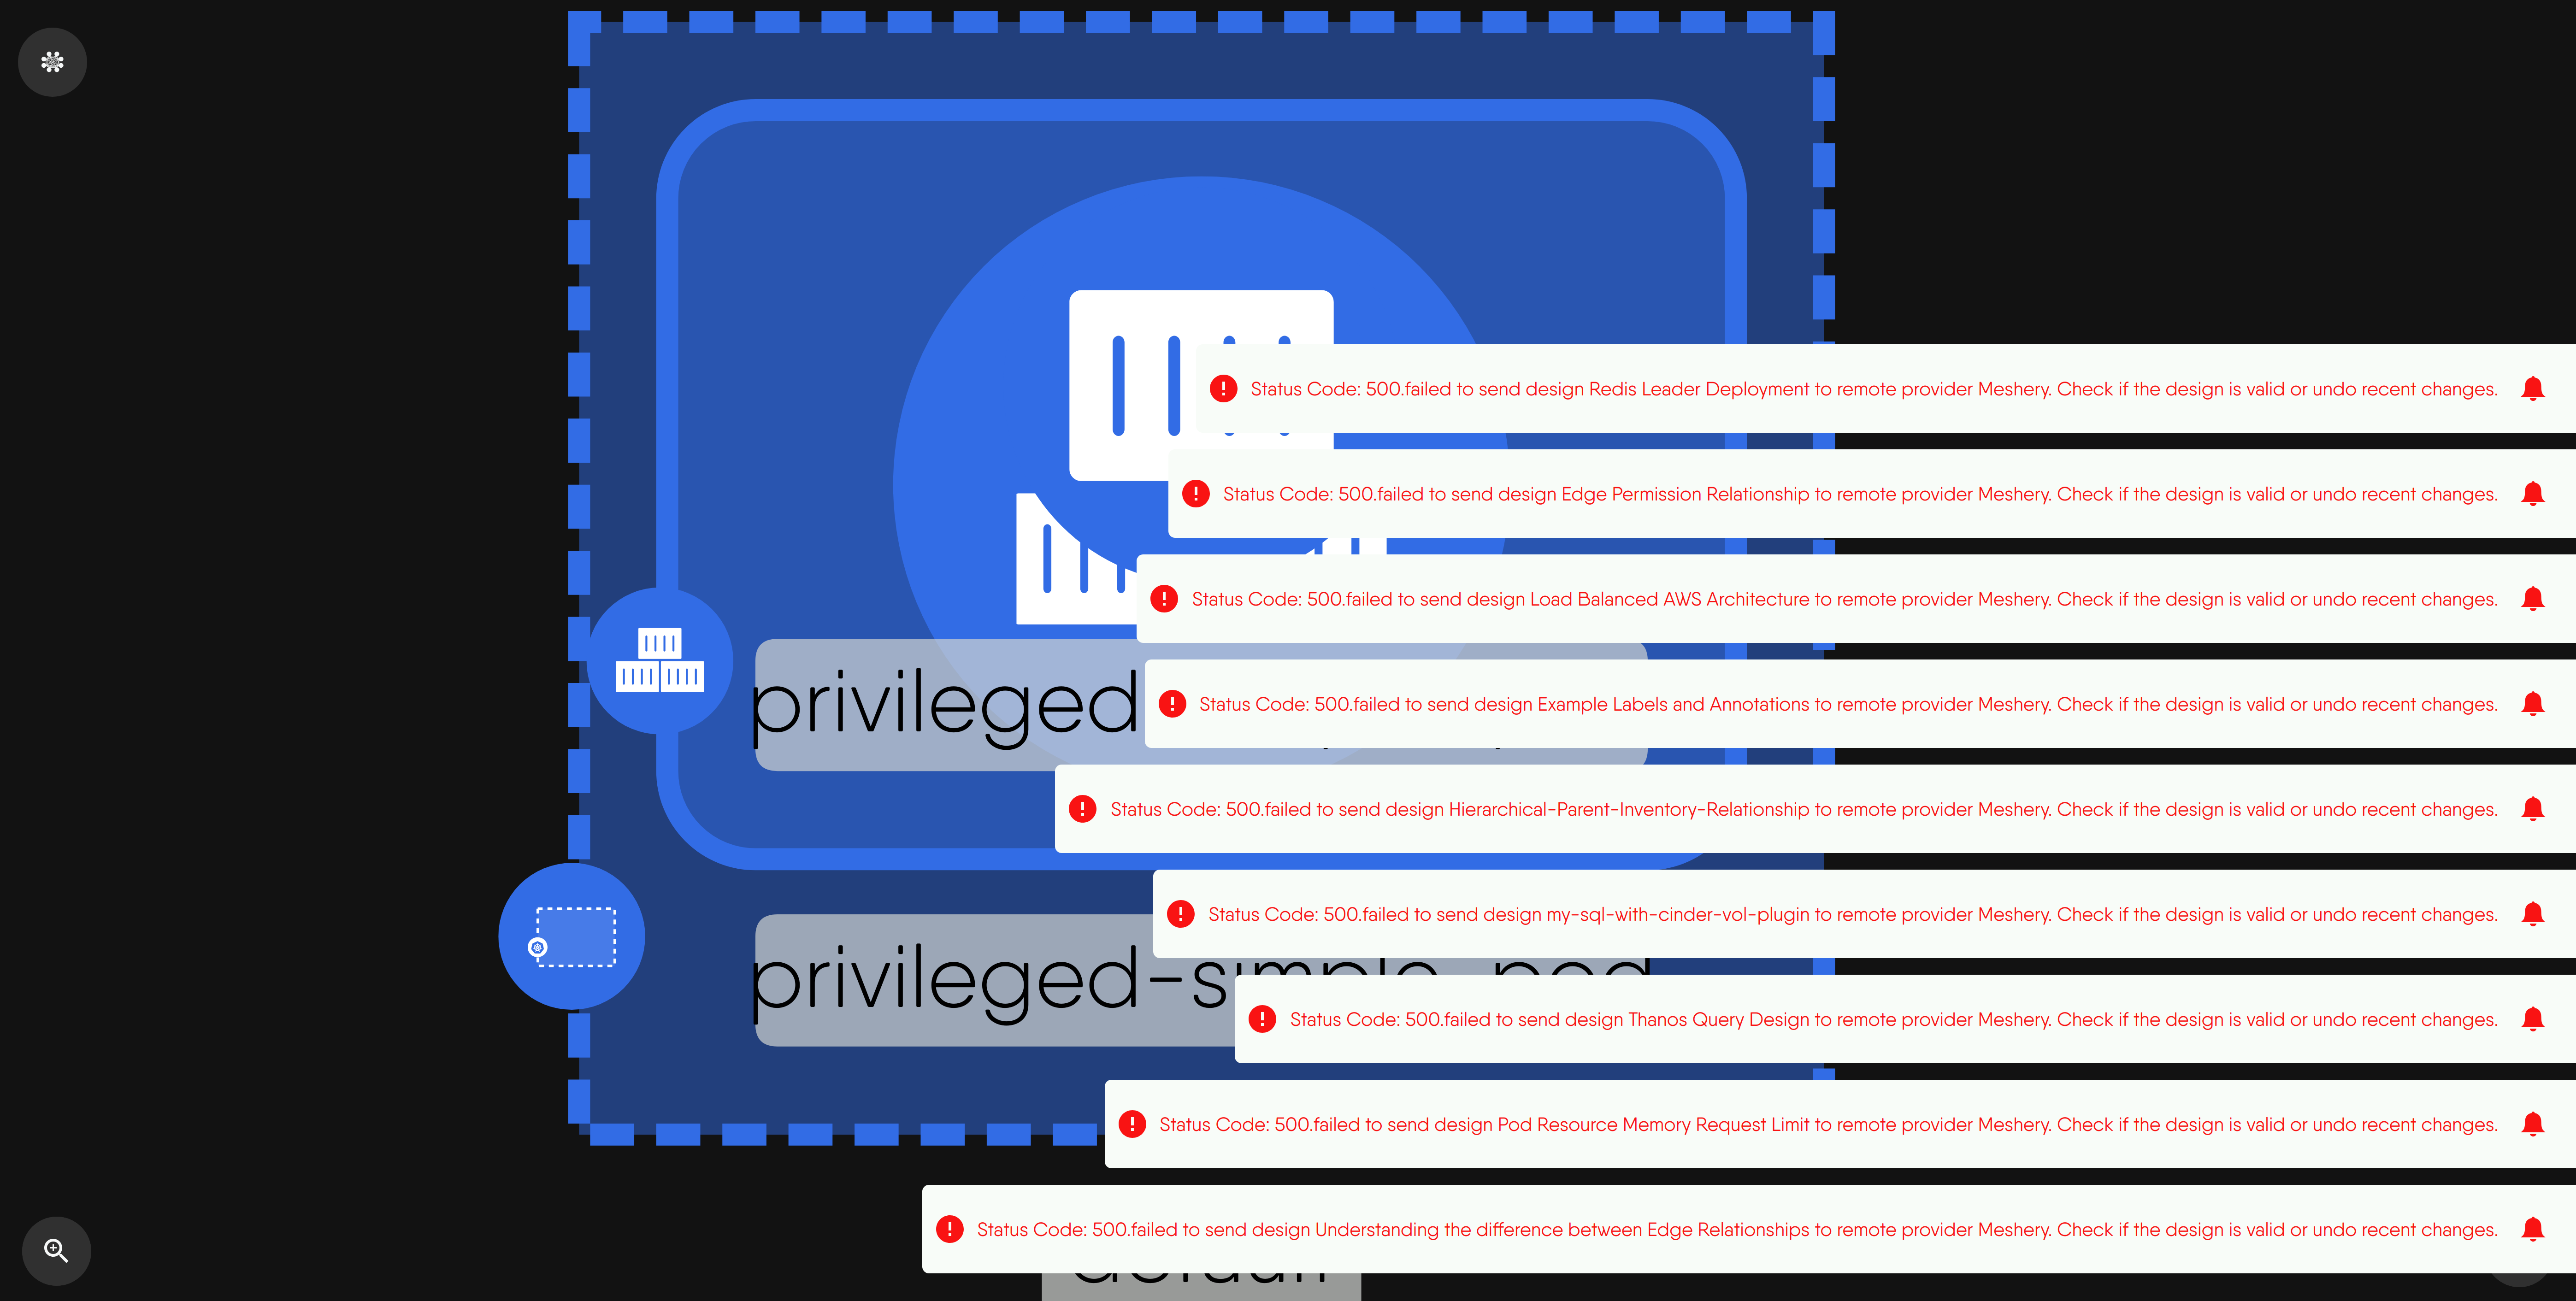 Status Code: 500.failed to send design Redis Leader Deployment to remote provider Meshery. Check if the design is valid or undo recent changes.
Status Code: 500.failed to send design Edge Permission Relationship to remote provider Meshery. Check if the design is valid or undo recent changes.
Status Code: 500.failed to send design Load Balanced AWS Architecture to remote provider Meshery. Check if the design is valid or undo recent changes.
privileged
Status Code: 500.failed to send design Example Labels and Annotations to remote provider Meshery. Check if the design is valid or undo recent changes.
Status Code: 500.failed to send design Hierarchical-Parent-Inventory-Relationship to remote provider Meshery. Check if the design is valid or undo recent changes.
Status Code: 500.failed to send design my-sql-with-cinder-vol-plugin to remote provider Meshery. Check if the design is valid or undo recent changes.
privileged-simple-pod
Status Code: 500.failed to send design Thanos Query Design to remote provider Meshery. Check if the design is valid or undo recent changes.
Status Code: 500.failed to send design Pod Resource Memory Request Limit to remote provider Meshery. Check if the design is valid or undo recent changes.
Status Code: 500.failed to send design Understanding the difference between Edge Relationships to remote provider Meshery. Check if the design is valid or undo recent changes.
default